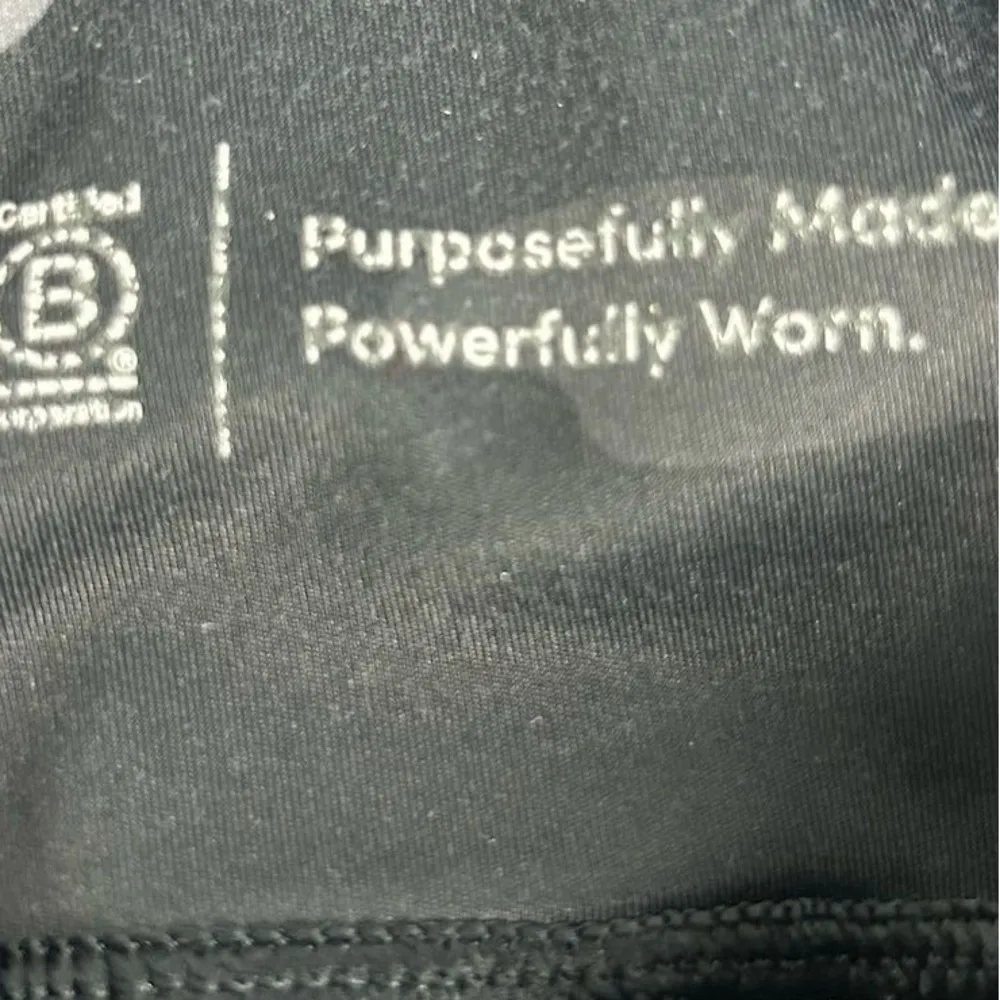 Certified
B
®
Corporation
Purposefully Made
Powerfully Worn.